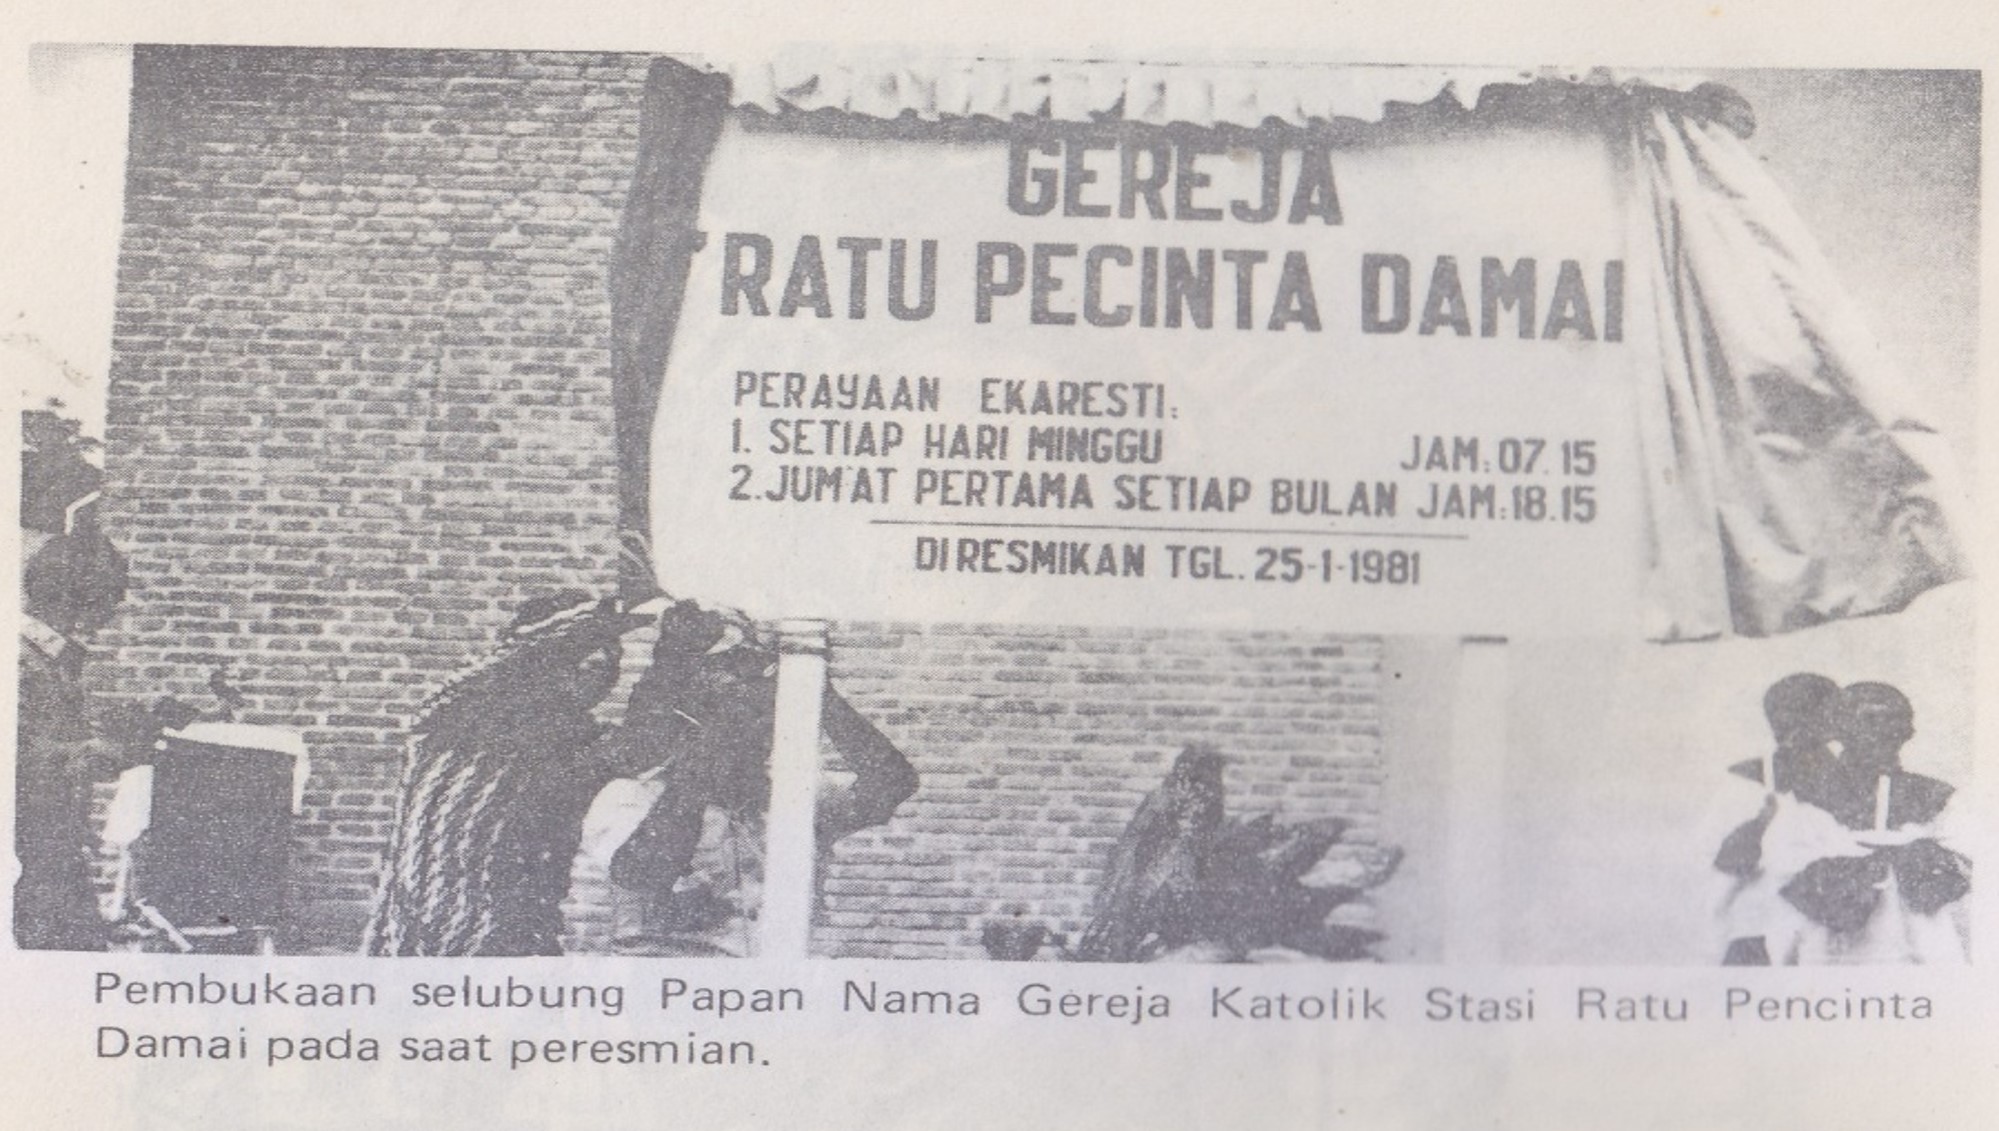 GEREJA
RATU PECINTA DAMAI
PERAYAAN EKARESTI:
1. SETIAP HARI MINGGU JAM: 07.15
2. JUM'AT PERTAMA SETIAP BULAN JAM: 18.15
DIRESMIKAN TGL. 25-1-1981
Pembukaan selubung Papan Nama Gereja Katolik Stasi Ratu Pencinta
Damai pada saat peresmian.